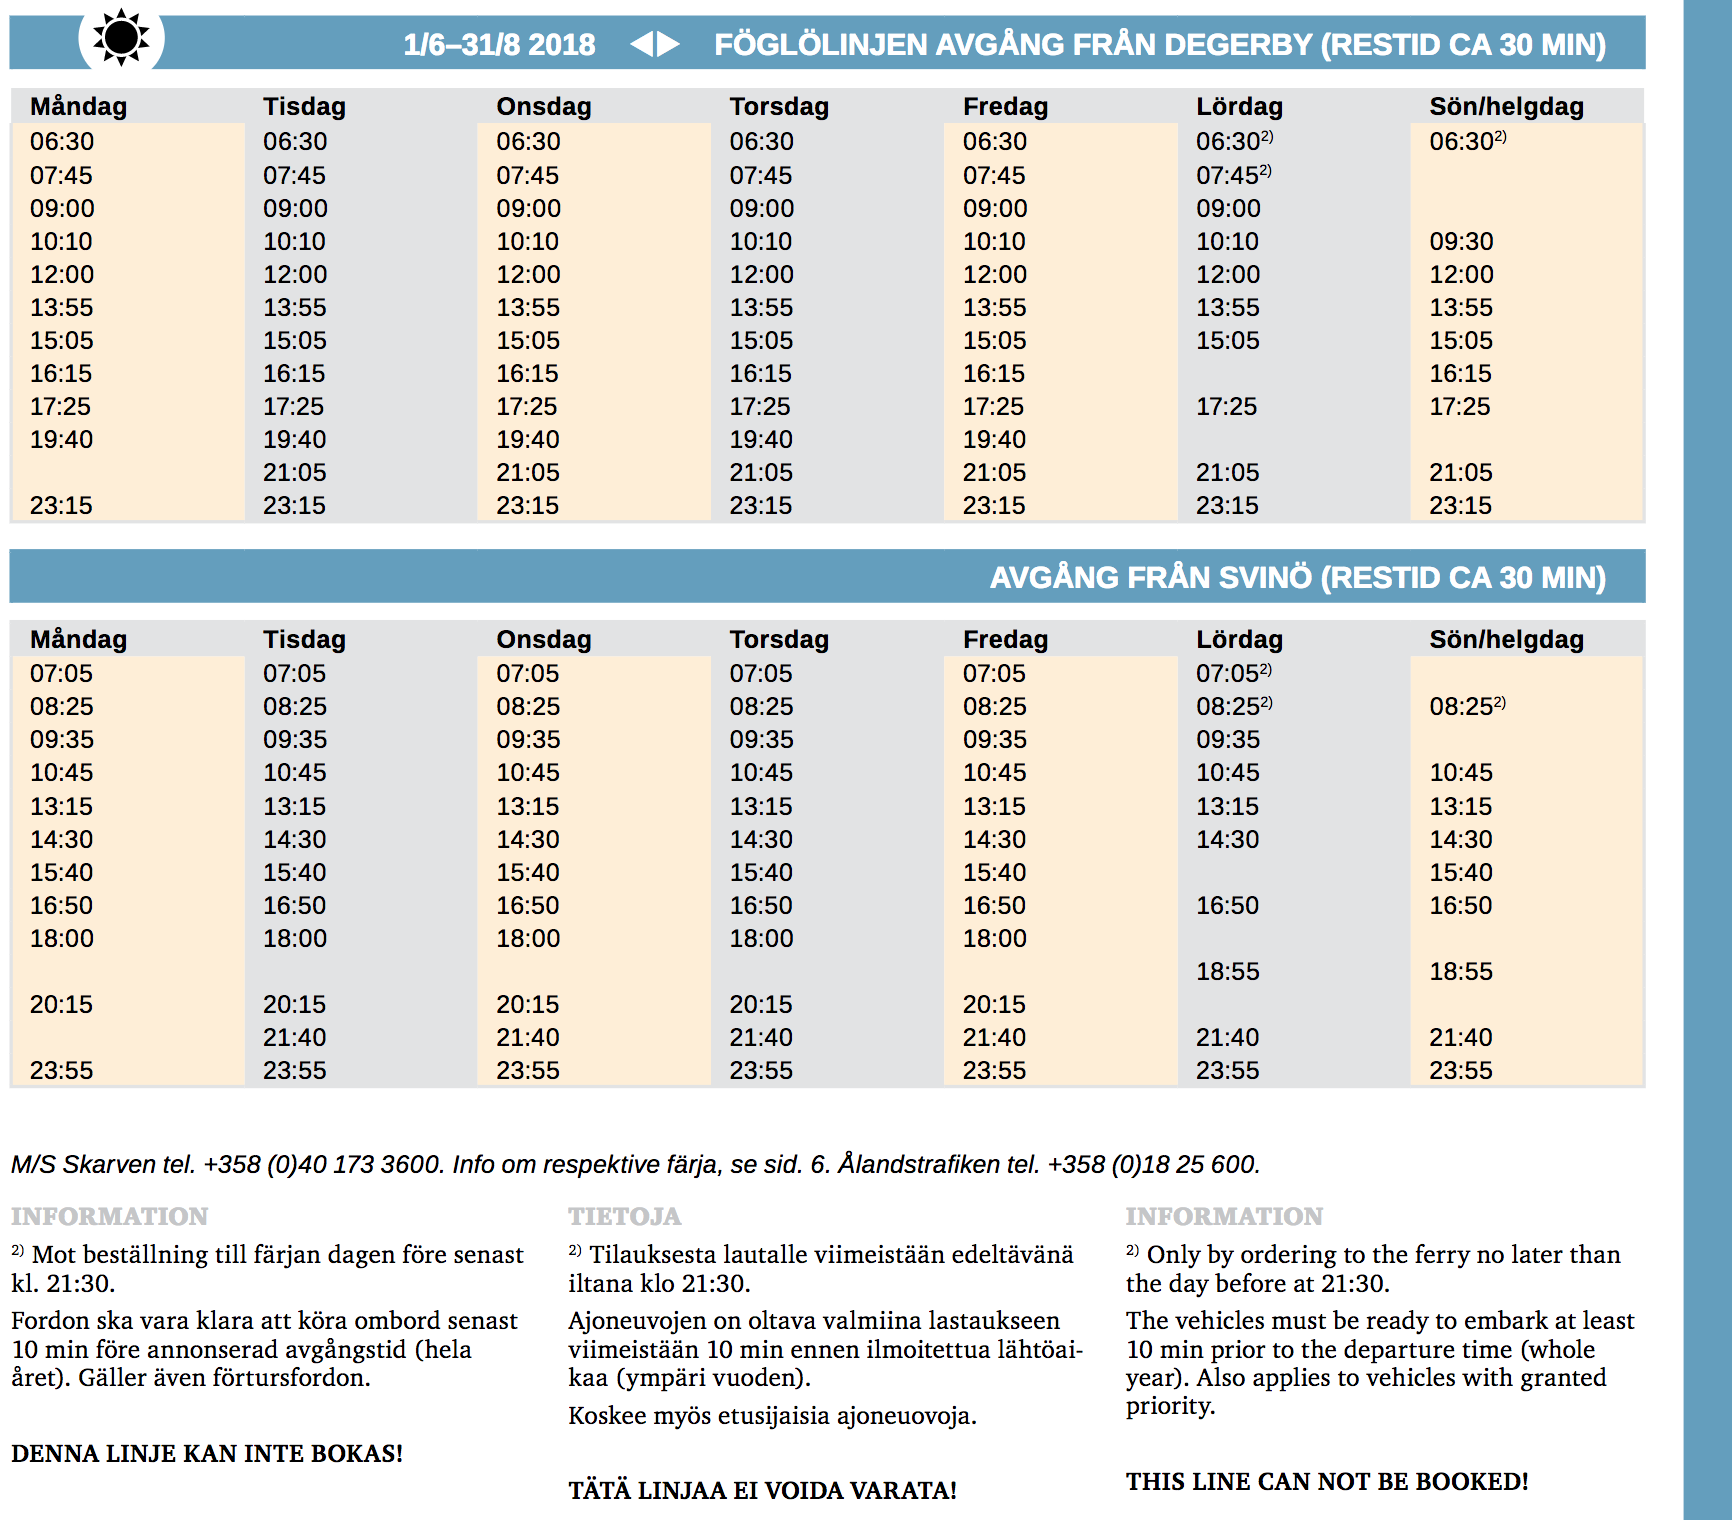 1/6–31/8 2018 ◀▶ FÖGLÖLINJEN AVGÅNG FRÅN DEGERBY (RESTID CA 30 MIN)
Måndag Tisdag Onsdag Torsdag Fredag Lördag Sön/helgdag
06:30 06:30 06:30 06:30 06:30 06:30²⁾ 06:30²⁾
07:45 07:45 07:45 07:45 07:45 07:45²⁾
09:00 09:00 09:00 09:00 09:00 09:00
10:10 10:10 10:10 10:10 10:10 10:10 09:30
12:00 12:00 12:00 12:00 12:00 12:00 12:00
13:55 13:55 13:55 13:55 13:55 13:55 13:55
15:05 15:05 15:05 15:05 15:05 15:05 15:05
16:15 16:15 16:15 16:15 16:15 16:15
17:25 17:25 17:25 17:25 17:25 17:25 17:25
19:40 19:40 19:40 19:40 19:40
21:05 21:05 21:05 21:05 21:05 21:05
23:15 23:15 23:15 23:15 23:15 23:15 23:15
AVGÅNG FRÅN SVINÖ (RESTID CA 30 MIN)
Måndag Tisdag Onsdag Torsdag Fredag Lördag Sön/helgdag
07:05 07:05 07:05 07:05 07:05 07:05²⁾
08:25 08:25 08:25 08:25 08:25 08:25²⁾ 08:25²⁾
09:35 09:35 09:35 09:35 09:35 09:35
10:45 10:45 10:45 10:45 10:45 10:45 10:45
13:15 13:15 13:15 13:15 13:15 13:15 13:15
14:30 14:30 14:30 14:30 14:30 14:30 14:30
15:40 15:40 15:40 15:40 15:40 15:40
16:50 16:50 16:50 16:50 16:50 16:50 16:50
18:00 18:00 18:00 18:00 18:00
18:55 18:55
20:15 20:15 20:15 20:15 20:15
21:40 21:40 21:40 21:40 21:40 21:40
23:55 23:55 23:55 23:55 23:55 23:55 23:55
M/S Skarven tel. +358 (0)40 173 3600. Info om respektive färja, se sid. 6. Ålandstrafiken tel. +358 (0)18 25 600.
INFORMATION
²⁾ Mot beställning till färjan dagen före senast
kl. 21:30.
Fordon ska vara klara att köra ombord senast
10 min före annonserad avgångstid (hela
året). Gäller även förtursfordon.
DENNA LINJE KAN INTE BOKAS!
TIETOJA
²⁾ Tilauksesta lautalle viimeistään edeltävänä
iltana klo 21:30.
Ajoneuvojen on oltava valmiina lastaukseen
viimeistään 10 min ennen ilmoitettua lähtöai-
kaa (ympäri vuoden).
Koskee myös etusijaisia ajoneuovoja.
TÄTÄ LINJAA EI VOIDA VARATA!
INFORMATION
²⁾ Only by ordering to the ferry no later than
the day before at 21:30.
The vehicles must be ready to embark at least
10 min prior to the departure time (whole
year). Also applies to vehicles with granted
priority.
THIS LINE CAN NOT BE BOOKED!